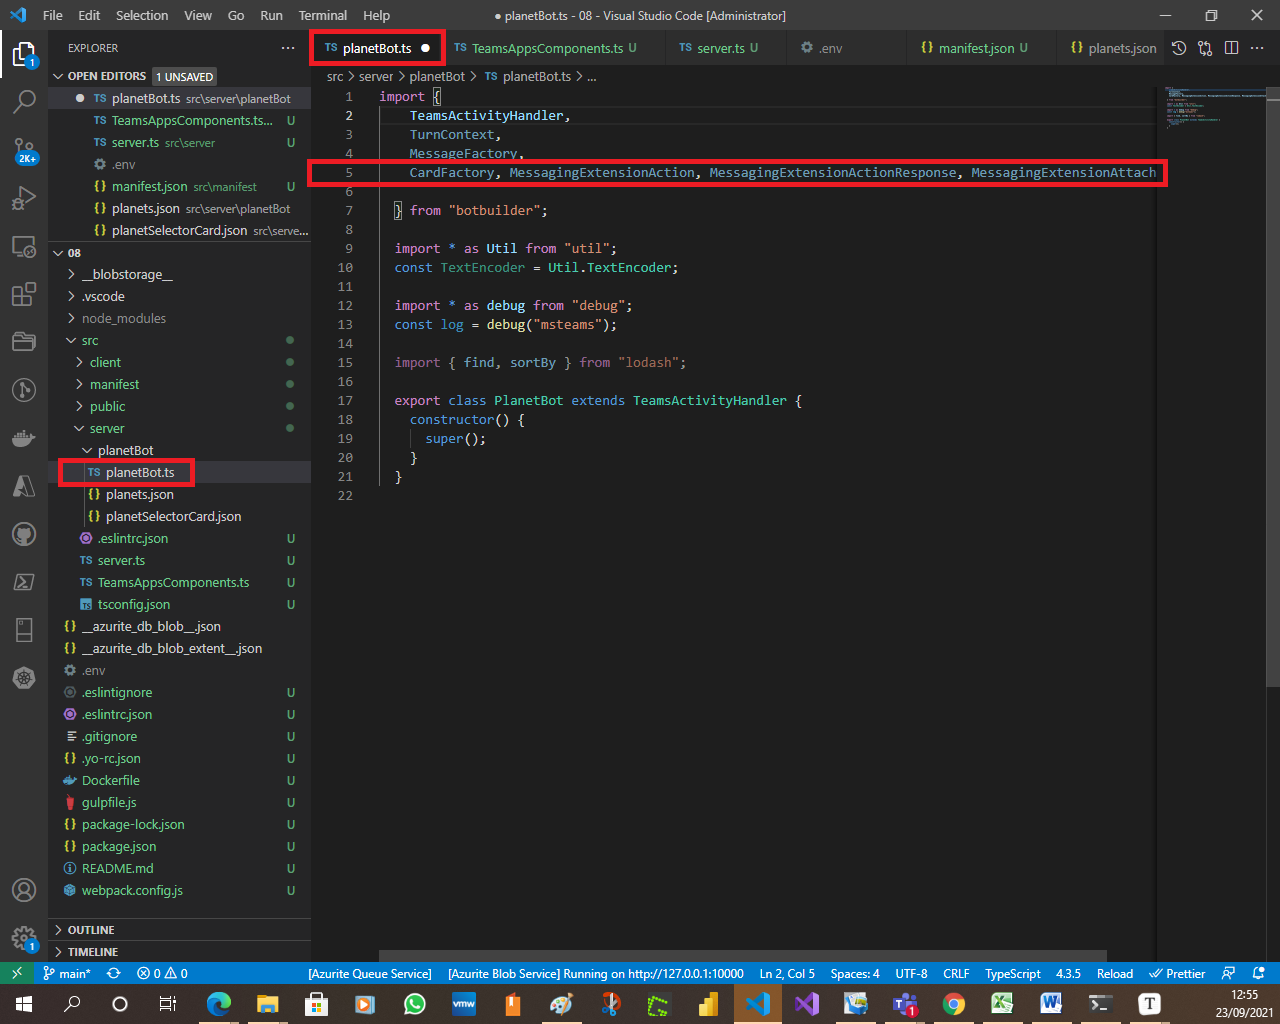 File Edit Selection View Go Run Terminal Help
● planetBot.ts - 08 - Visual Studio Code [Administrator]
EXPLORER
TS planetBot.ts ●
TS TeamsAppsComponents.ts U
TS server.ts U
.env
{} manifest.json U
{} planets.json
OPEN EDITORS 1 UNSAVED
● TS planetBot.ts src\server\planetBot
TS TeamsAppsComponents.ts... U
TS server.ts src\server U
.env
{} manifest.json src\manifest U
{} planets.json src\server\planetBot
{} planetSelectorCard.json src\serve...
08
__blobstorage__
.vscode
node_modules
src
client
manifest
public
server
planetBot
TS planetBot.ts
{} planets.json
{} planetSelectorCard.json
.eslintrc.json U
TS server.ts U
TS TeamsAppsComponents.ts U
TS tsconfig.json U
{} __azurite_db_blob__.json
{} __azurite_db_blob_extent__.json
.env
.eslintignore U
.eslintrc.json U
.gitignore U
{} .yo-rc.json U
Dockerfile U
gulpfile.js U
{} package-lock.json U
{} package.json U
README.md U
webpack.config.js U
OUTLINE
TIMELINE
1
2K+
1
src > server > planetBot > TS planetBot.ts > ...
1 import {
2 TeamsActivityHandler,
3 TurnContext,
4 MessageFactory,
5 CardFactory, MessagingExtensionAction, MessagingExtensionActionResponse, MessagingExtensionAttach
6
7 } from "botbuilder";
8
9 import * as Util from "util";
10 const TextEncoder = Util.TextEncoder;
11
12 import * as debug from "debug";
13 const log = debug("msteams");
14
15 import { find, sortBy } from "lodash";
16
17 export class PlanetBot extends TeamsActivityHandler {
18 constructor() {
19 super();
20 }
21 }
22
main* 0 0 [Azurite Queue Service] [Azurite Blob Service] Running on http://127.0.0.1:10000 Ln 2, Col 5 Spaces: 4 UTF-8 CRLF TypeScript 4.3.5 Reload Prettier
vmw
1
T
12:55
23/09/2021